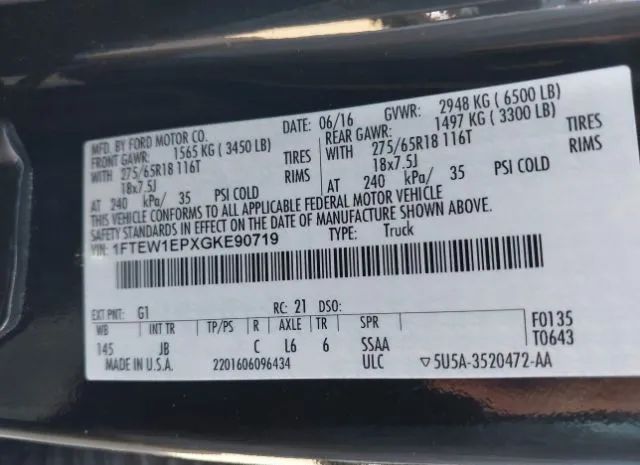 MFD. BY FORD MOTOR CO. DATE: 06/16 GVWR: 2948 KG ( 6500 LB)
FRONT GAWR: 1565 KG ( 3450 LB) REAR GAWR: 1497 KG ( 3300 LB)
WITH 275/65R18 116T TIRES WITH 275/65R18 116T TIRES
18x7.5J RIMS 18x7.5J RIMS
AT 240 kPa/ 35 PSI COLD AT 240 kPa/ 35 PSI COLD
THIS VEHICLE CONFORMS TO ALL APPLICABLE FEDERAL MOTOR VEHICLE
SAFETY STANDARDS IN EFFECT ON THE DATE OF MANUFACTURE SHOWN ABOVE.
VIN: 1FTEW1EPXGKE90719 TYPE: Truck
EXT PNT: G1 RC: 21 DSO:
WB INT TR TP/PS R AXLE TR SPR F0135
145 JB C L6 6 SSAA T0643
MADE IN U.S.A. 2201606096434 ULC ▽5U5A-3520472-AA